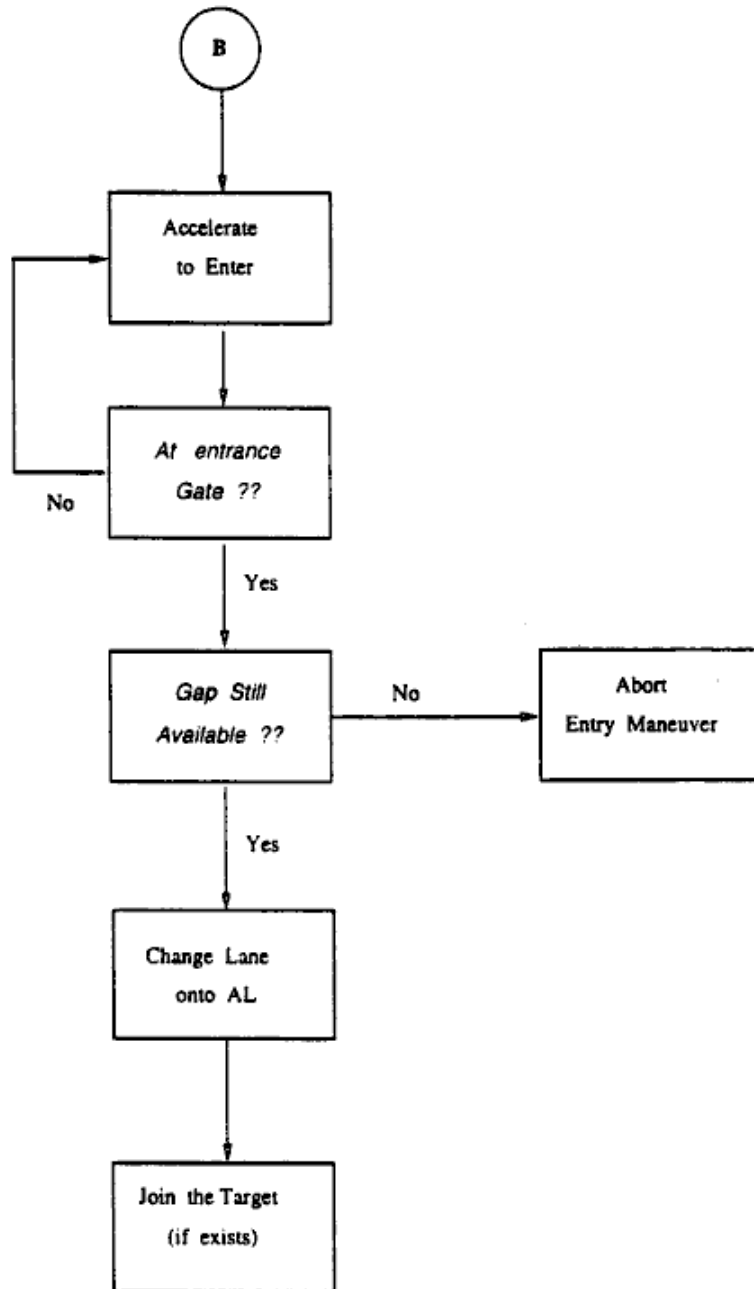 B
Accelerate
to Enter
At entrance
Gate ??
No
Yes
Gap Still
Available ??
No
Abort
Entry Maneuver
Yes
Change Lane
onto AL
Join the Target
(if exists)